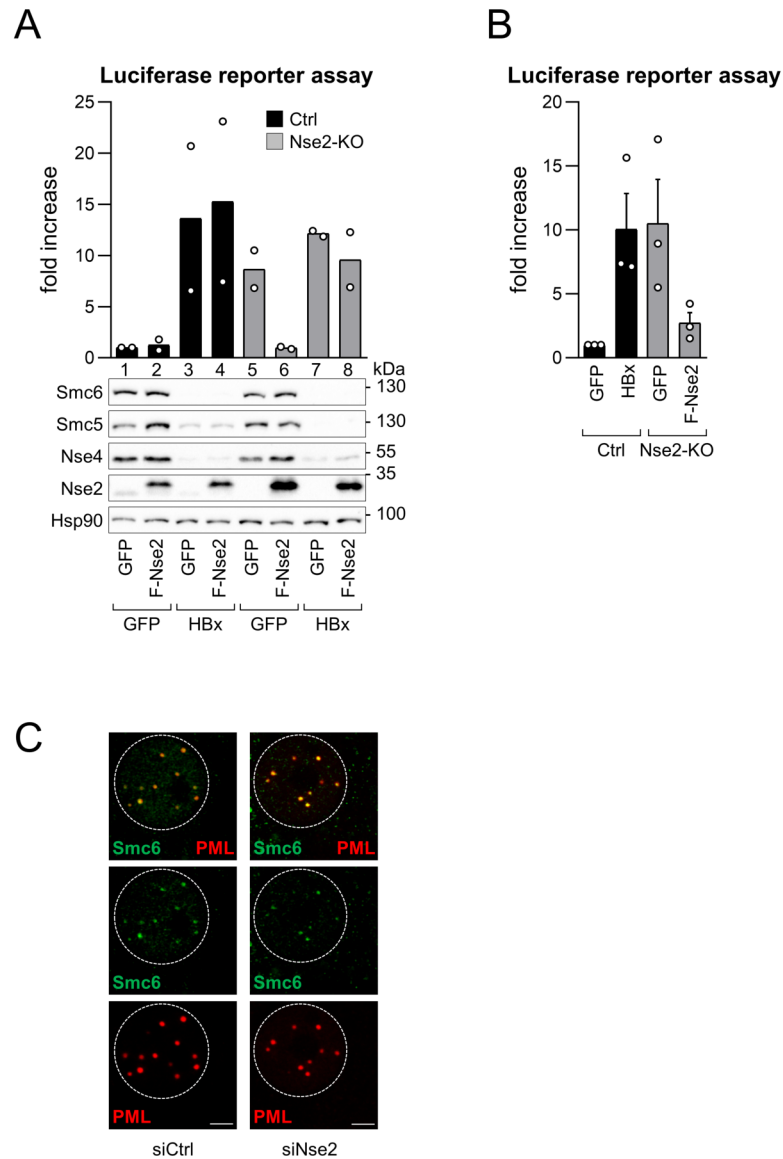 A
Luciferase reporter assay
fold increase
25
20
15
10
5
0
Ctrl
Nse2-KO
1 2 3 4 5 6 7 8 kDa
Smc6 130
Smc5 130
Nse4 55
35
Nse2
Hsp90 100
GFP F-Nse2 GFP F-Nse2 GFP F-Nse2 GFP F-Nse2
GFP HBx GFP HBx
B
Luciferase reporter assay
fold increase
20
15
10
5
0
GFP HBx GFP F-Nse2
Ctrl Nse2-KO
C
Smc6 PML Smc6 PML
Smc6 Smc6
PML PML
siCtrl siNse2